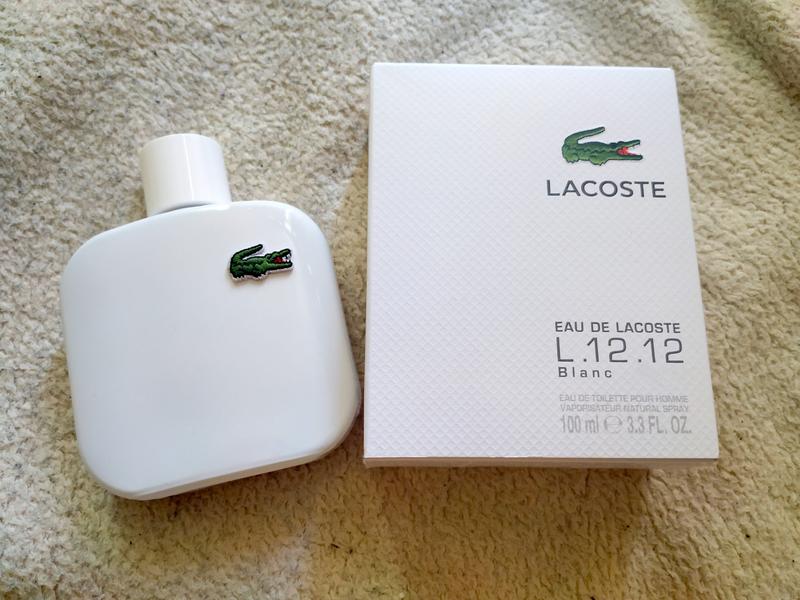 LACOSTE
EAU DE LACOSTE
L.12.12
Blanc
EAU DE TOILETTE POUR HOMME
VAPORISATEUR NATURAL SPRAY
100 ml ℮ 3.3 FL. OZ.